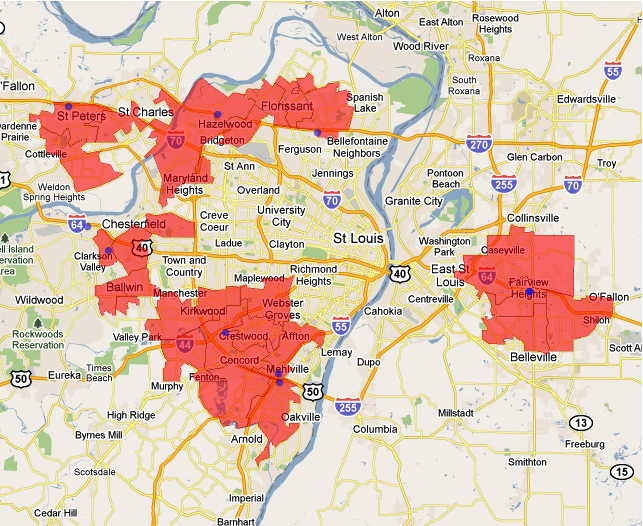 Alton
East Alton
Rosewood
Heights
West Alton
Wood River
Roxana
'Fallon
55
South
Roxana
Spanish
Lake
Edwardsville
St Charles
Florissant
St Peters
Hazelwood
Dardenne
Prairie
70
Bridgeton
Bellefontaine
Neighbors
Ferguson
270
Cottleville
Glen Carbon
Troy
St Ann
Jennings
Maryland
Heights
Pontoon
Beach
255
70
Weldon
Spring Heights
Overland
70
Granite City
1
64
Chesterfield
Creve
Coeur
University
City
Collinsville
St Louis
Washington
Park
40
Ladue
Clayton
Caseyville
ell Island
servation
Area
Clarkson
Valley
Town and
Country
Richmond
Heights
40
East St
Louis
64
Maplewood
Fairview
Heights
Ballwin
Manchester
Wildwood
Centreville
O'Fallon
Webster
Groves
Kirkwood
Cahokia
Shiloh
55
Rockwoods
Reservation
Valley Park
Crestwood
Affton
44
Lemay
Scott A
Concord
Dupo
Belleville
Times
Beach
Eureka
50
Mehlville
Fenton
Murphy
50
255
High Ridge
Oakville
Millstadt
Columbia
13
Byrnes Mill
Arnold
Freeburg
Smithton
15
Scotsdale
Imperial
Cedar Hill
Barnhart